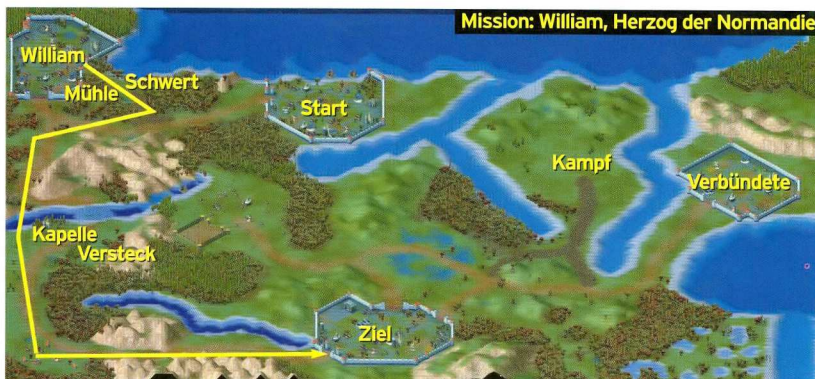 Mission: William, Herzog der Normandie
William
Schwert
Mühle
Start
Kampf
Verbündete
Kapelle
Versteck
Ziel